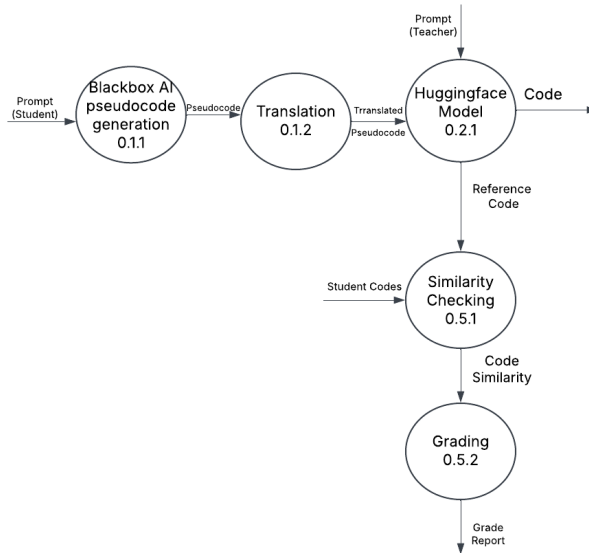 Prompt
(Teacher)
Prompt
(Student)
Blackbox AI
pseudocode
generation
0.1.1
Pseudocode
Translation
0.1.2
Trranslated
Pseudocode
Huggingface
Model
0.2.1
Code
Reference
Code
Student Codes
Similarity
Checking
0.5.1
Code
Similarity
Grading
0.5.2
Grade
Report